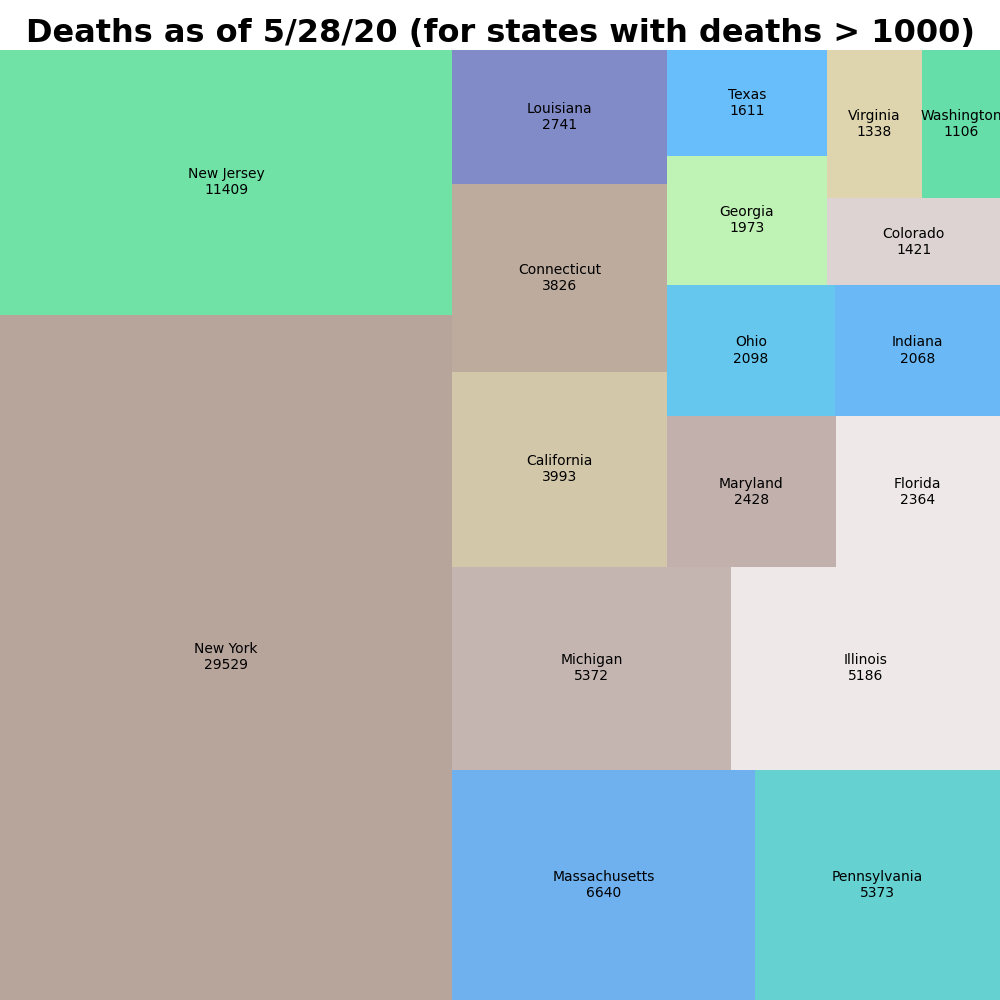 Deaths as of 5/28/20 (for states with deaths > 1000)
New Jersey
11409
New York
29529
Louisiana
2741
Connecticut
3826
California
3993
Texas
1611
Georgia
1973
Virginia
1338
Washington
1106
Colorado
1421
Ohio
2098
Indiana
2068
Maryland
2428
Florida
2364
Michigan
5372
Illinois
5186
Massachusetts
6640
Pennsylvania
5373